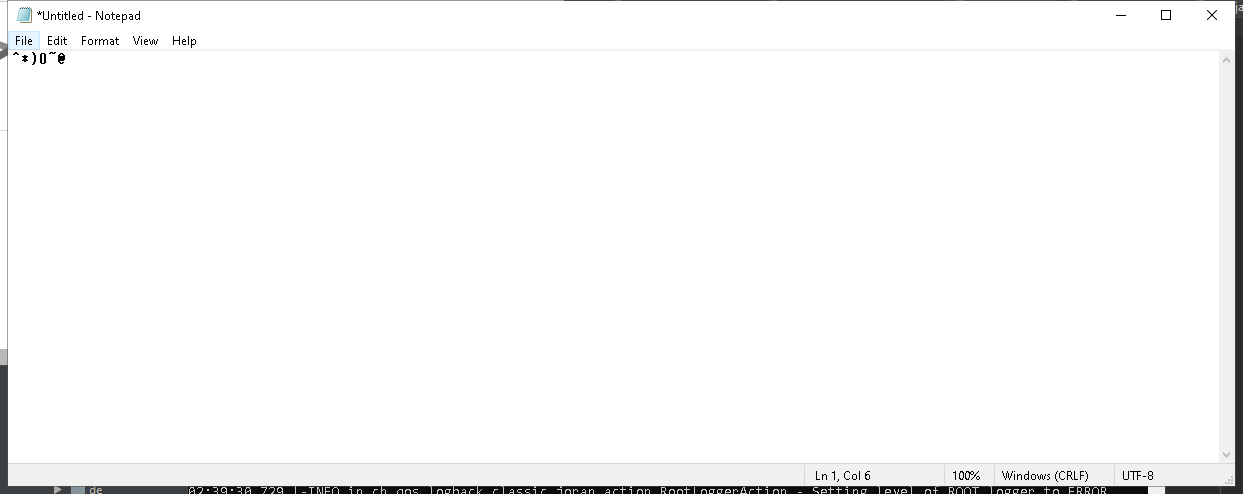 *Untitled - Notepad
File Edit Format View Help
^*)0~@
Ln 1, Col 6 100% Windows (CRLF) UTF-8
de 02:39:30,729 |-INFO in ch.qos.logback.classic.joran.action.RootLoggerAction - Setting level of ROOT logger to ERROR